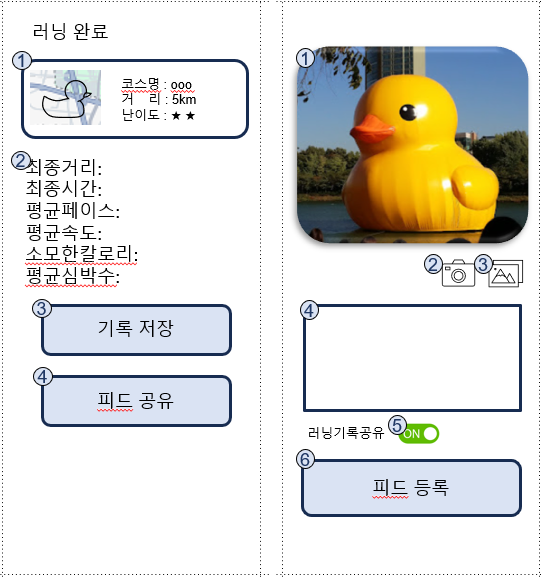 러닝 완료
1
코스명 : ooo
거 리 : 5km
난이도 : ★ ★
2
최종거리:
최종시간:
평균페이스:
평균속도:
소모한칼로리:
평균심박수:
3
기록 저장
4
피드 공유
1
2 3
4
러닝기록공유 5 ON
6
피드 등록